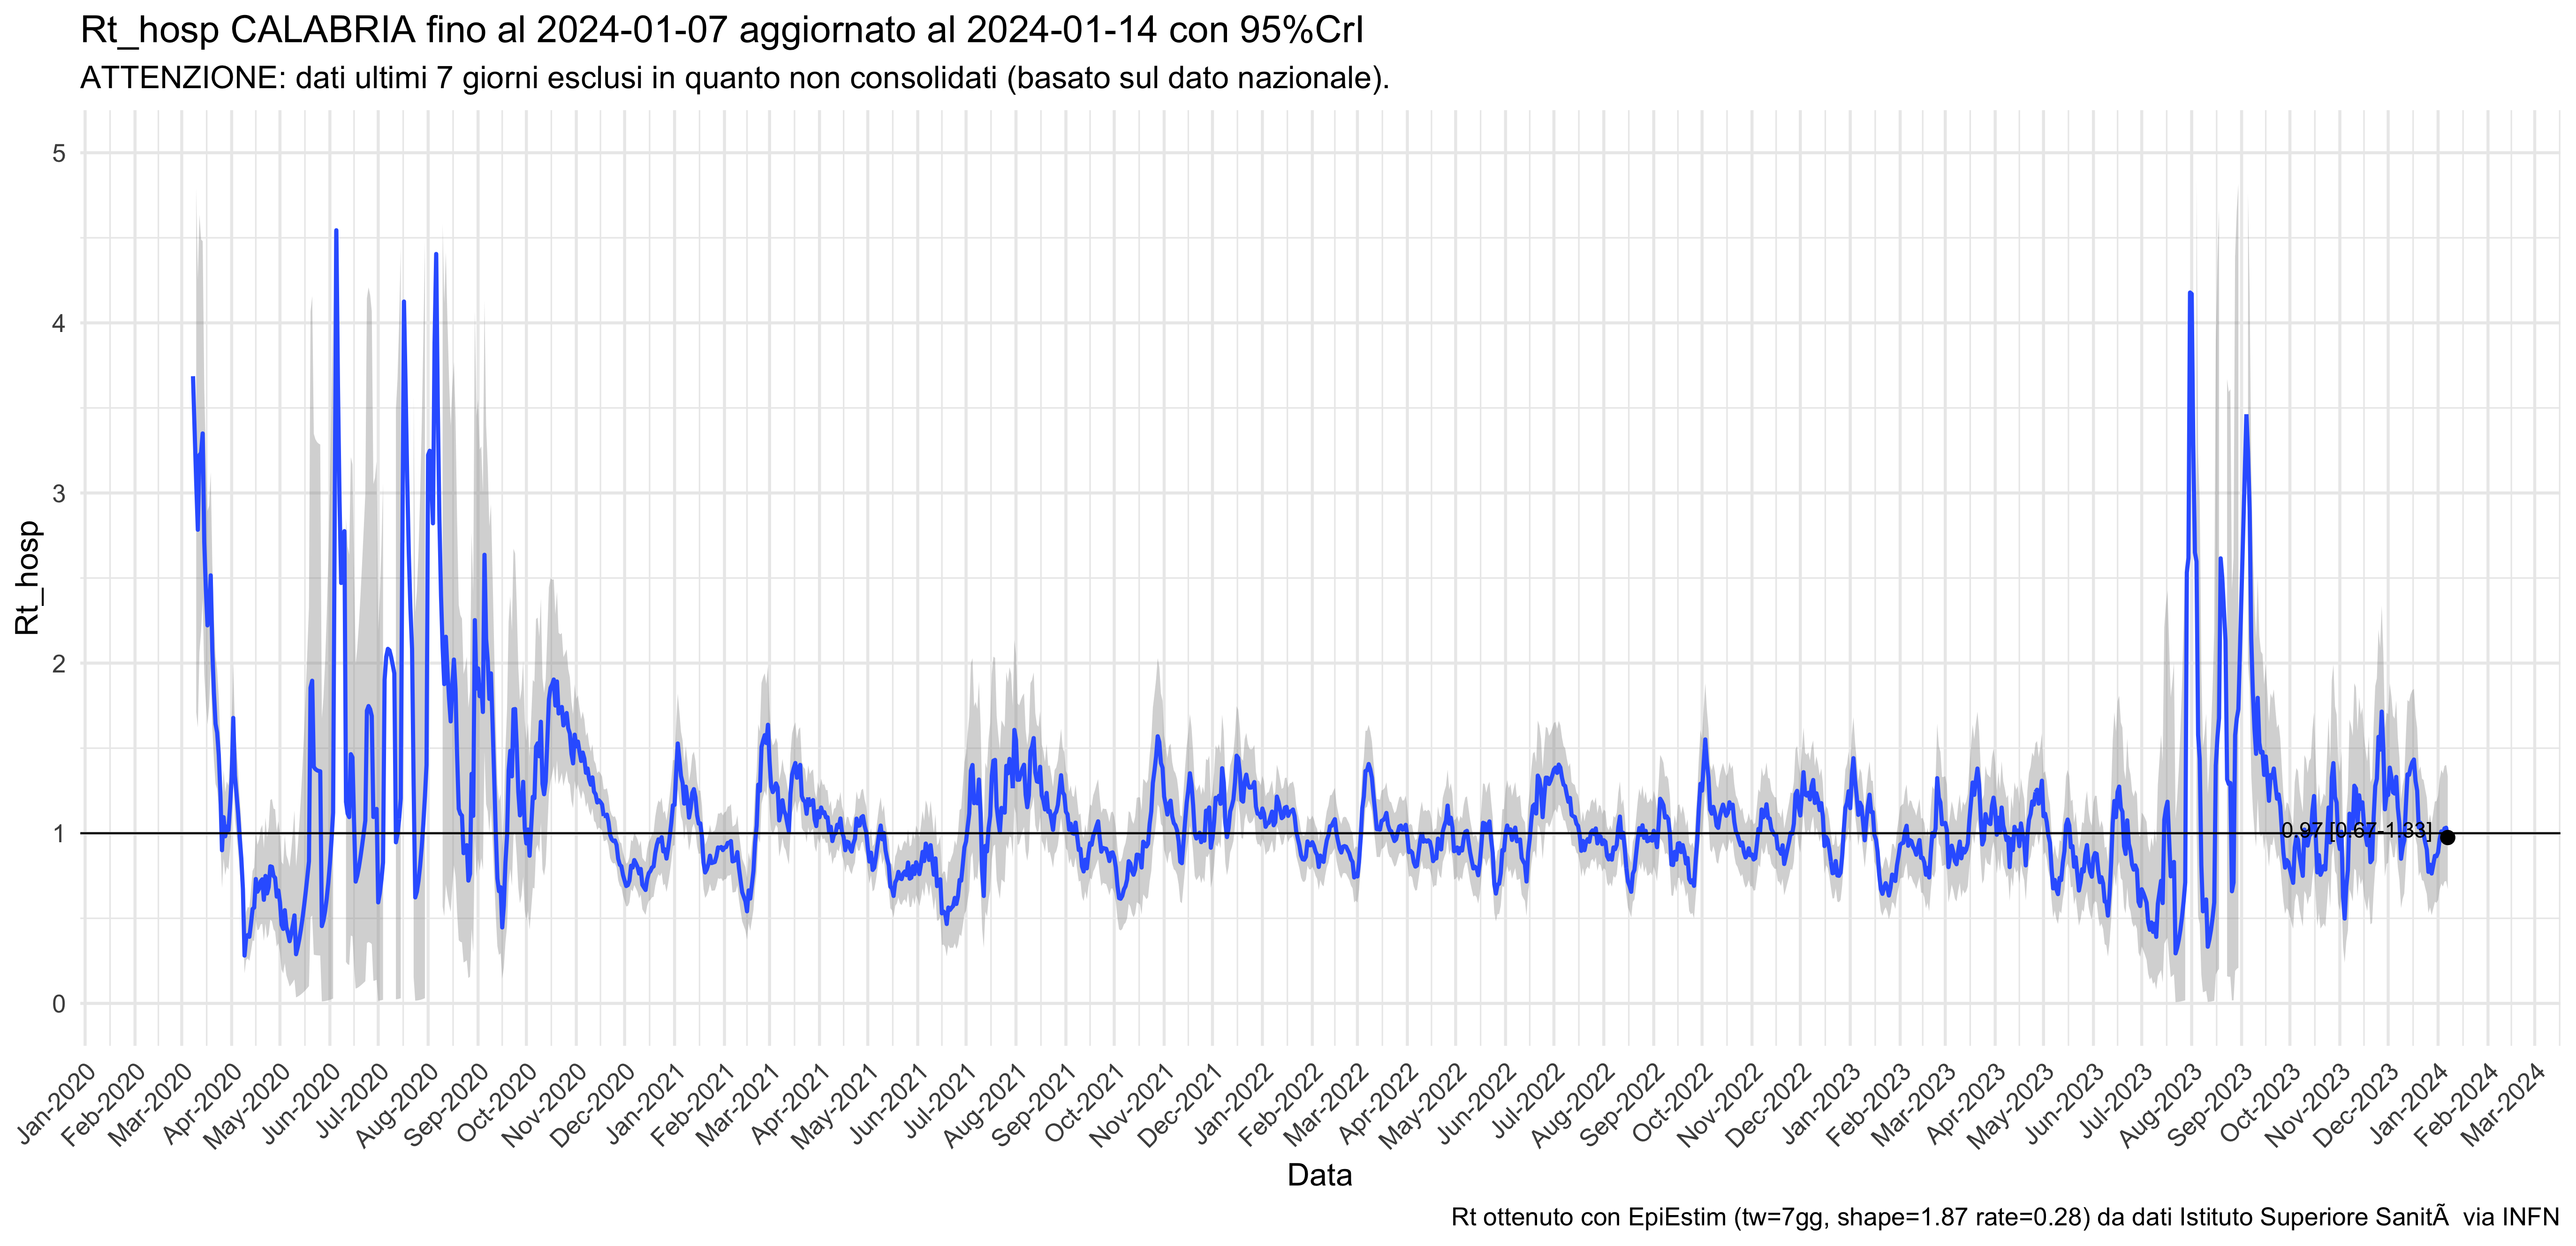 Rt_hosp CALABRIA fino al 2024-01-07 aggiornato al 2024-01-14 con 95%CrI
ATTENZIONE: dati ultimi 7 giorni esclusi in quanto non consolidati (basato sul dato nazionale).
5
4
3
2
1
0
Rt_hosp
0.97 [0.67-1.33]
Jan-2020
Feb-2020
Mar-2020
Apr-2020
May-2020
Jun-2020
Jul-2020
Aug-2020
Sep-2020
Oct-2020
Nov-2020
Dec-2020
Jan-2021
Feb-2021
Mar-2021
Apr-2021
May-2021
Jun-2021
Jul-2021
Aug-2021
Sep-2021
Oct-2021
Nov-2021
Dec-2021
Jan-2022
Feb-2022
Mar-2022
Apr-2022
May-2022
Jun-2022
Jul-2022
Aug-2022
Sep-2022
Oct-2022
Nov-2022
Dec-2022
Jan-2023
Feb-2023
Mar-2023
Apr-2023
May-2023
Jun-2023
Jul-2023
Aug-2023
Sep-2023
Oct-2023
Nov-2023
Dec-2023
Jan-2024
Feb-2024
Mar-2024
Data
Rt ottenuto con EpiEstim (tw=7gg, shape=1.87 rate=0.28) da dati Istituto Superiore SanitÃ  via INFN